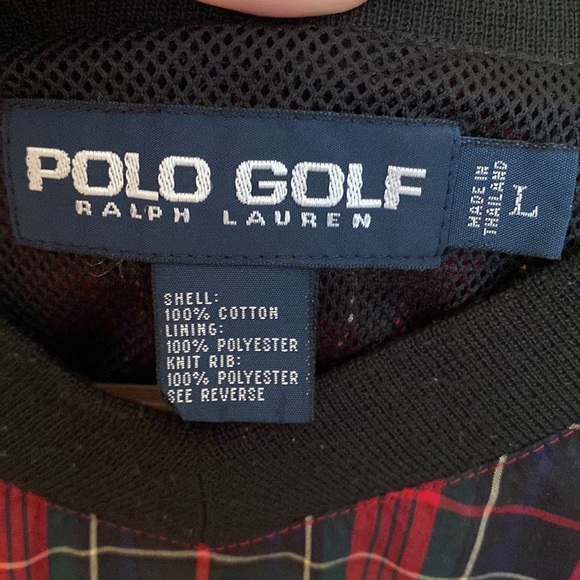 POLO GOLF
RALPH LAUREN
MADE IN
THAILAND
L
SHELL:
100% COTTON
LINING:
100% POLYESTER
KNIT RIB:
100% POLYESTER
SEE REVERSE